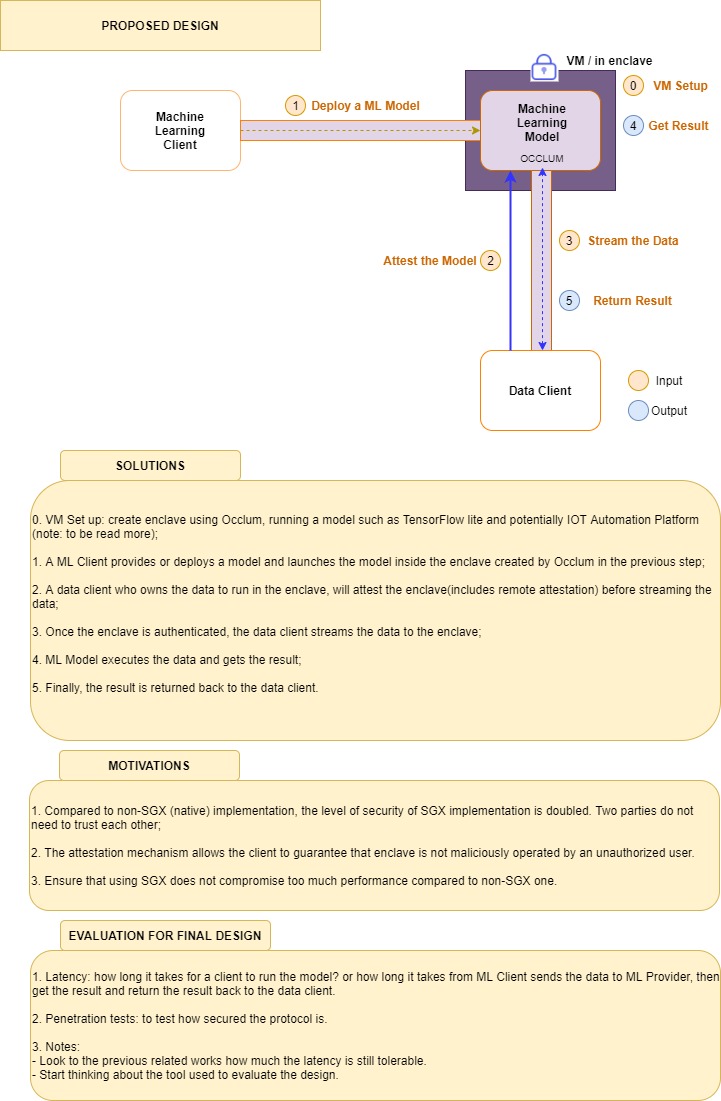 PROPOSED DESIGN
VM / in enclave
0 VM Setup
Machine
Learning
Client
1 Deploy a ML Model
Machine
Learning
Model
OCCLUM
4 Get Result
3 Stream the Data
Attest the Model 2
5 Return Result
Data Client
Input
Output
SOLUTIONS
0. VM Set up: create enclave using Occlum, running a model such as TensorFlow lite and potentially IOT Automation Platform
(note: to be read more);
1. A ML Client provides or deploys a model and launches the model inside the enclave created by Occlum in the previous step;
2. A data client who owns the data to run in the enclave, will attest the enclave(includes remote attestation) before streaming the
data;
3. Once the enclave is authenticated, the data client streams the data to the enclave;
4. ML Model executes the data and gets the result;
5. Finally, the result is returned back to the data client.
MOTIVATIONS
1. Compared to non-SGX (native) implementation, the level of security of SGX implementation is doubled. Two parties do not
need to trust each other;
2. The attestation mechanism allows the client to guarantee that enclave is not maliciously operated by an unauthorized user.
3. Ensure that using SGX does not compromise too much performance compared to non-SGX one.
EVALUATION FOR FINAL DESIGN
1. Latency: how long it takes for a client to run the model? or how long it takes from ML Client sends the data to ML Provider, then
get the result and return the result back to the data client.
2. Penetration tests: to test how secured the protocol is.
3. Notes:
- Look to the previous related works how much the latency is still tolerable.
- Start thinking about the tool used to evaluate the design.